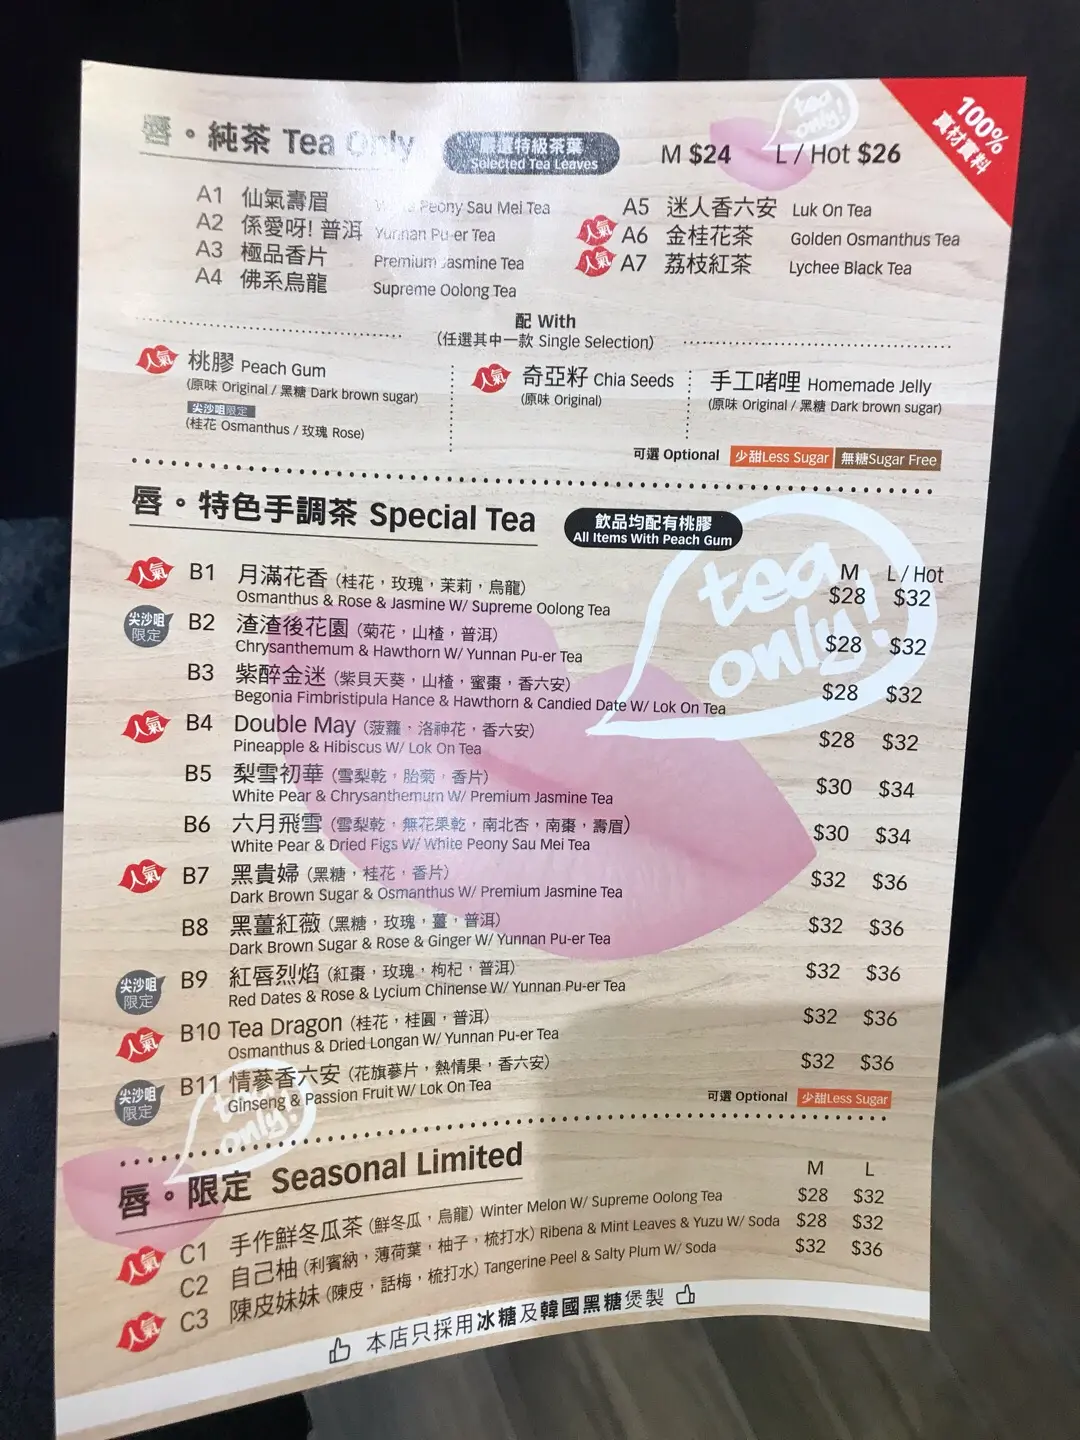 唇。純茶 Tea Only
嚴選特級茶葉
Selected Tea Leaves
M $24 L / Hot $26
tea only!
100%
真材實料
A1 仙氣壽眉 White Peony Sau Mei Tea
A2 係愛呀! 普洱 Yunnan Pu-er Tea
A3 極品香片 Premium Jasmine Tea
A4 佛系烏龍 Supreme Oolong Tea
A5 迷人香六安 Luk On Tea
人氣 A6 金桂花茶 Golden Osmanthus Tea
人氣 A7 荔枝紅茶 Lychee Black Tea
配 With
(任選其中一款 Single Selection)
人氣 桃膠 Peach Gum
(原味 Original / 黑糖 Dark brown sugar)
尖沙咀限定
(桂花 Osmanthus / 玫瑰 Rose)
人氣 奇亞籽 Chia Seeds
(原味 Original)
手工啫喱 Homemade Jelly
(原味 Original / 黑糖 Dark brown sugar)
可選 Optional 少甜Less Sugar 無糖Sugar Free
唇。特色手調茶 Special Tea
飲品均配有桃膠
All Items With Peach Gum
tea only!
M L / Hot
人氣 B1 月滿花香 (桂花，玫瑰，茉莉，烏龍) $28 $32
Osmanthus & Rose & Jasmine W/ Supreme Oolong Tea
尖沙咀限定 B2 渣渣後花園 (菊花，山楂，普洱) $28 $32
Chrysanthemum & Hawthorn W/ Yunnan Pu-er Tea
B3 紫醉金迷 (紫貝天葵，山楂，蜜棗，香六安) $28 $32
Begonia Fimbristipula Hance & Hawthorn & Candied Date W/ Lok On Tea
人氣 B4 Double May (菠蘿，洛神花，香六安) $28 $32
Pineapple & Hibiscus W/ Lok On Tea
B5 梨雪初華 (雪梨乾，胎菊，香片) $30 $34
White Pear & Chrysanthemum W/ Premium Jasmine Tea
B6 六月飛雪 (雪梨乾，無花果乾，南北杏，南棗，壽眉) $30 $34
White Pear & Dried Figs W/ White Peony Sau Mei Tea
人氣 B7 黑貴婦 (黑糖，桂花，香片) $32 $36
Dark Brown Sugar & Osmanthus W/ Premium Jasmine Tea
B8 黑薑紅薇 (黑糖，玫瑰，薑，普洱) $32 $36
Dark Brown Sugar & Rose & Ginger W/ Yunnan Pu-er Tea
尖沙咀限定 B9 紅唇烈焰 (紅棗，玫瑰，枸杞，普洱) $32 $36
Red Dates & Rose & Lycium Chinense W/ Yunnan Pu-er Tea
人氣 B10 Tea Dragon (桂花，桂圓，普洱) $32 $36
Osmanthus & Dried Longan W/ Yunnan Pu-er Tea
尖沙咀限定 B11 情蔘香六安 (花旗蔘片，熱情果，香六安) $32 $36
Ginseng & Passion Fruit W/ Lok On Tea
可選 Optional 少甜Less Sugar
tea only!
唇。限定 Seasonal Limited
M L
人氣 C1 手作鮮冬瓜茶 (鮮冬瓜，烏龍) Winter Melon W/ Supreme Oolong Tea $28 $32
C2 自己柚 (利賓納，薄荷葉，柚子，梳打水) Ribena & Mint Leaves & Yuzu W/ Soda $28 $32
人氣 C3 陳皮妹妹 (陳皮，話梅，梳打水) Tangerine Peel & Salty Plum W/ Soda $32 $36
本店只採用冰糖及韓國黑糖煲製